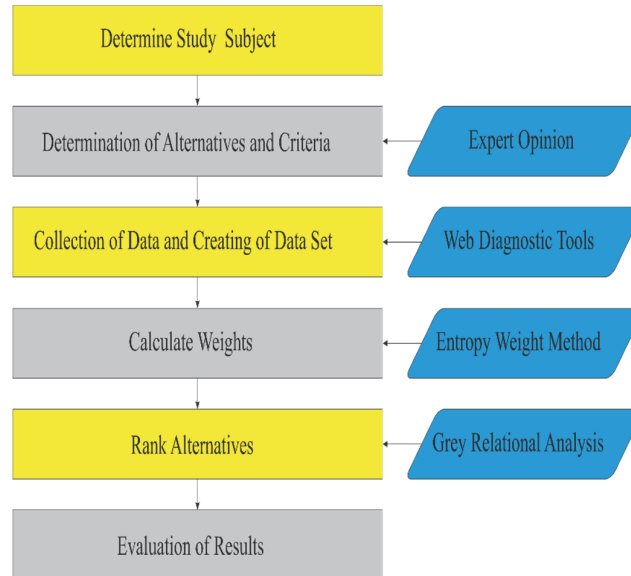 Determine Study Subject
Determination of Alternatives and Criteria
Expert Opinion
Collection of Data and Creating of Data Set
Web Diagnostic Tools
Calculate Weights
Entropy Weight Method
Rank Alternatives
Grey Relational Analysis
Evaluation of Results